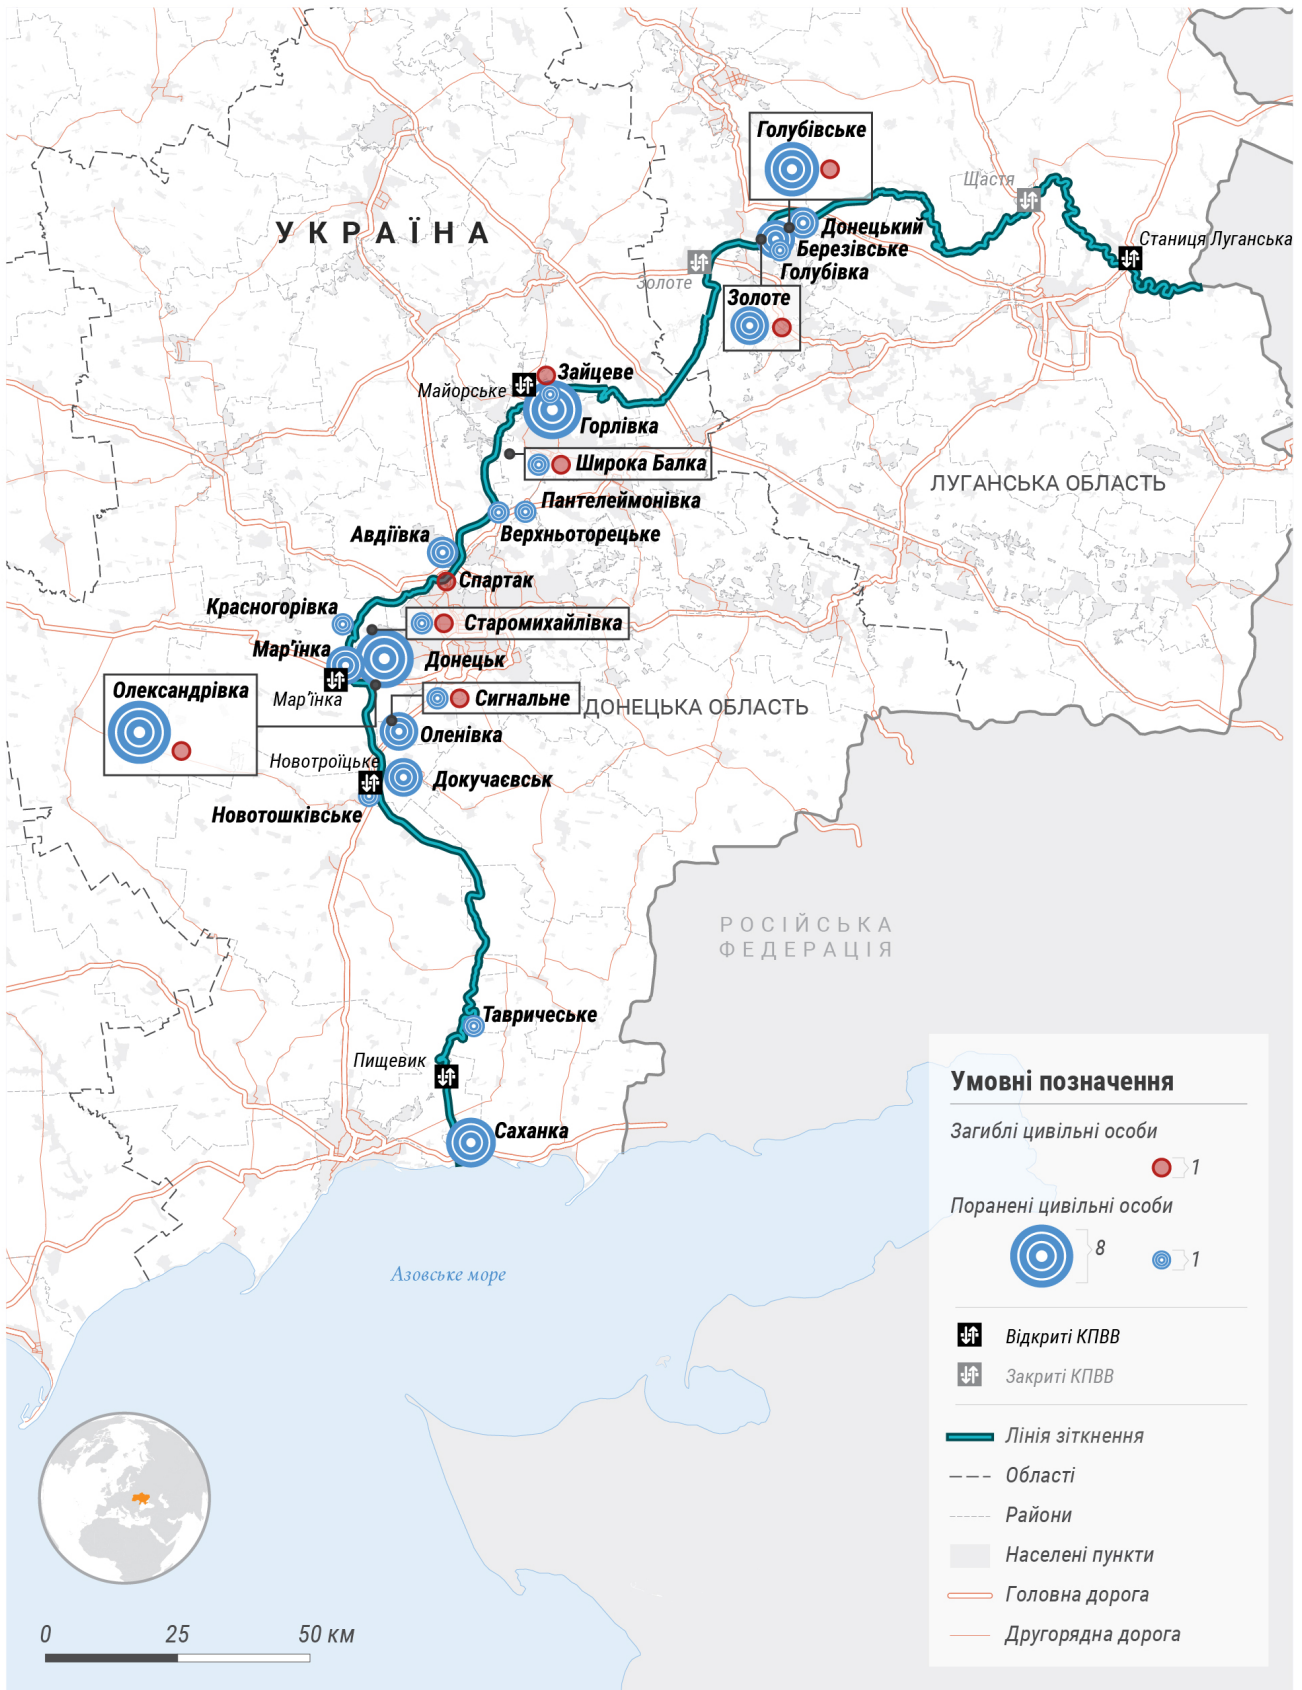 Голубівське
Щастя
УКРАЇНА
Донецький
Станиця Луганська
Березівське
Голубівка
Золоте
Золоте
Зайцеве
Майорське
Горлівка
Широка Балка
ЛУГАНСЬКА ОБЛАСТЬ
Пантелеймонівка
Авдіївка
Верхньоторецьке
Спартак
Красногорівка
Старомихайлівка
Мар'їнка
Донецьк
Олександрівка
Мар'їнка
Сигнальне
ДОНЕЦЬКА ОБЛАСТЬ
Оленівка
Новотроїцьке
Докучаєвськ
Новотошківське
РОСІЙСЬКА
ФЕДЕРАЦІЯ
Таврическе
Пищевик
Саханка
Азовське море
Умовні позначення
Загиблі цивільні особи
1
Поранені цивільні особи
8
1
Відкриті КПВВ
Закриті КПВВ
Лінія зіткнення
Області
Райони
Населені пункти
Головна дорога
Другорядна дорога
0 25 50 км